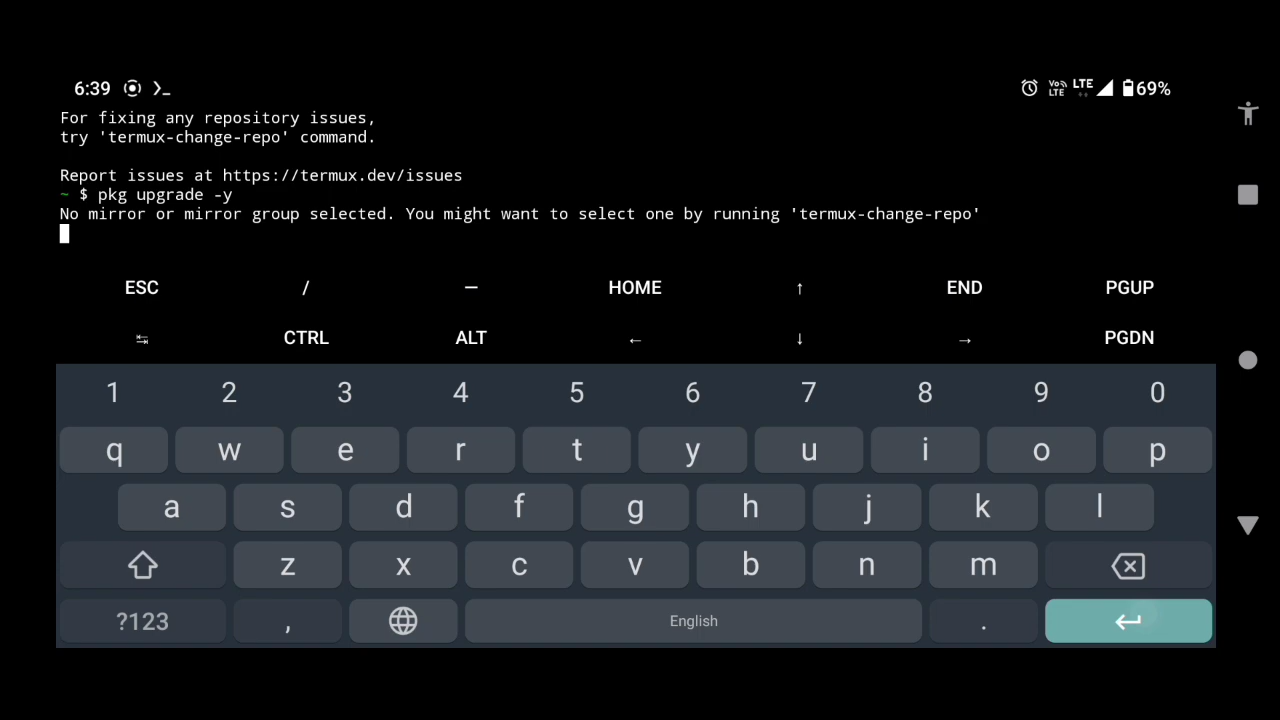 6:39
VoLTE LTE 69%
For fixing any repository issues,
try 'termux-change-repo' command.
Report issues at https://termux.dev/issues
~ $ pkg upgrade -y
No mirror or mirror group selected. You might want to select one by running 'termux-change-repo'
ESC / — HOME ↑ END PGUP
↹ CTRL ALT ← ↓ → PGDN
1 2 3 4 5 6 7 8 9 0
q w e r t y u i o p
a s d f g h j k l
z x c v b n m
?123 , English .